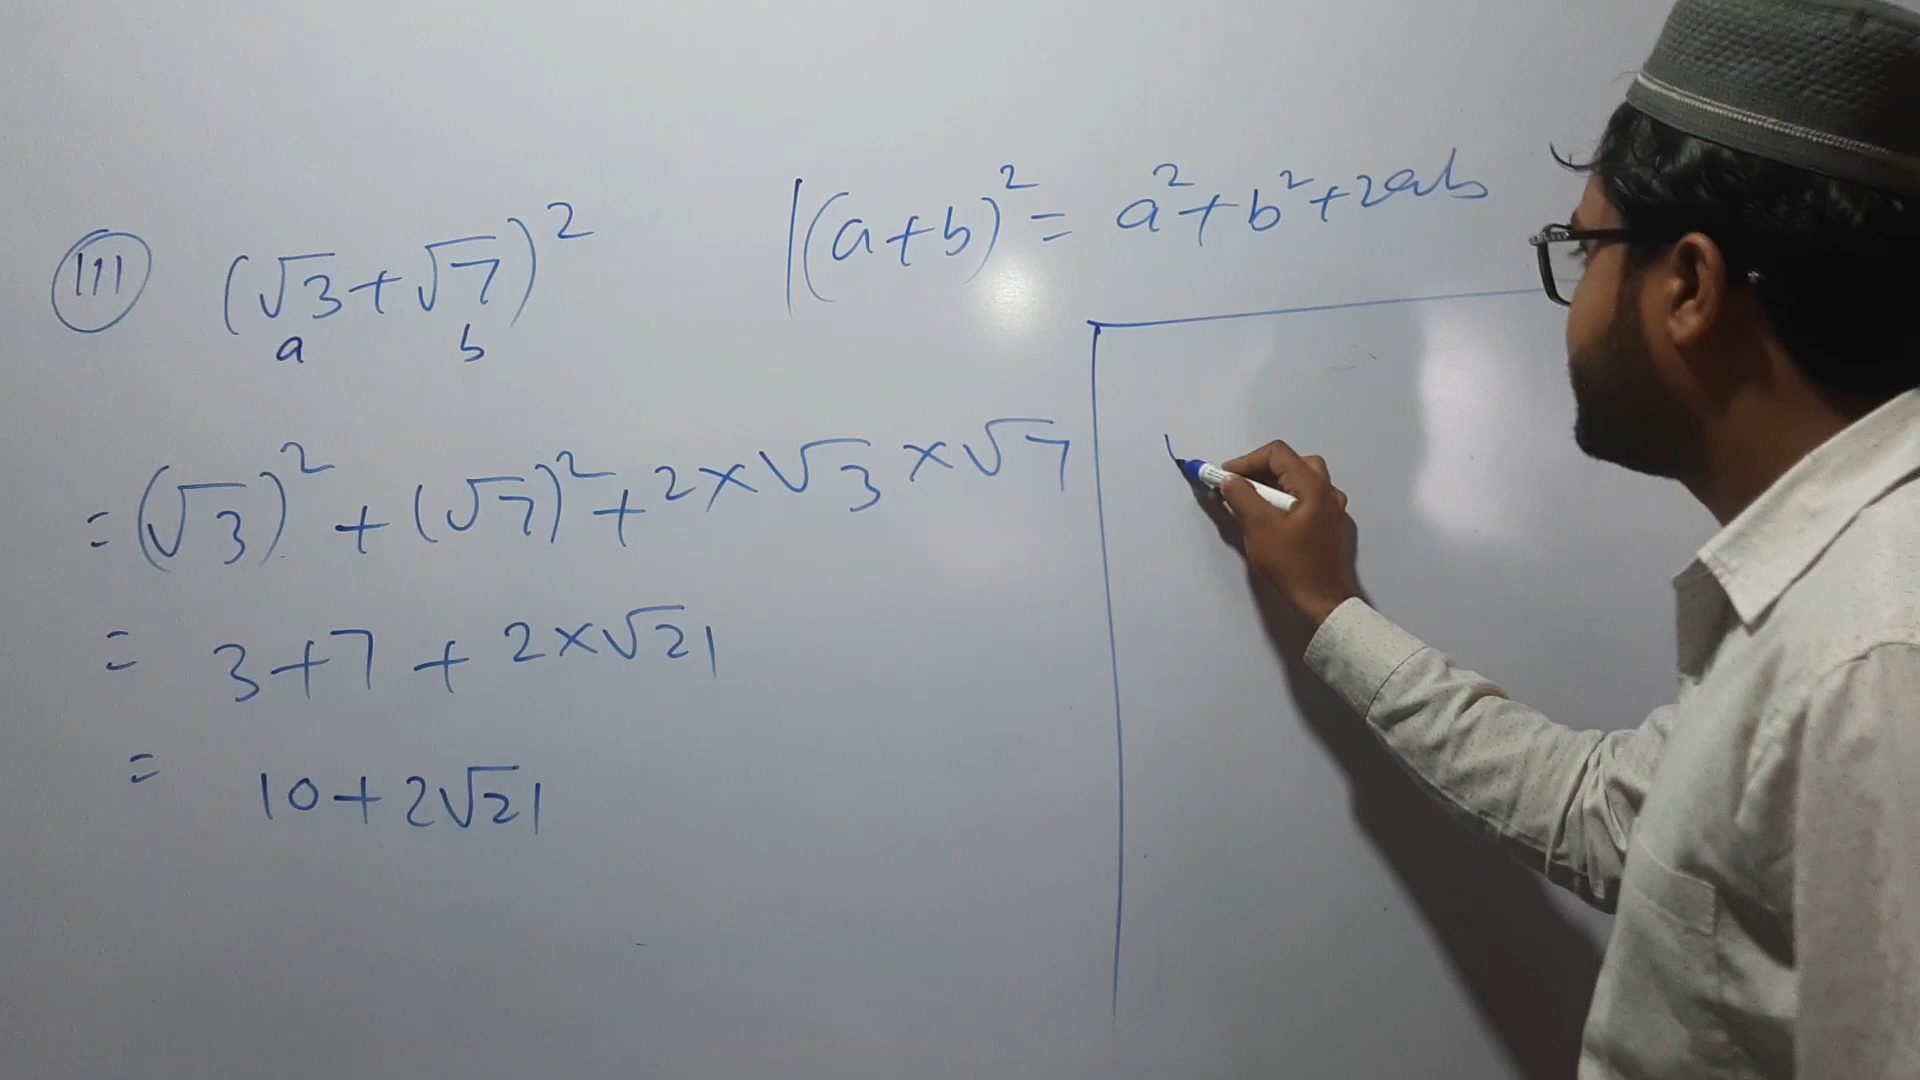 (iii) (√3+√7)² |(a+b)² = a²+b²+2ab
a b
= (√3)² + (√7)² + 2×√3×√7
= 3+7 + 2×√21
= 10+2√21